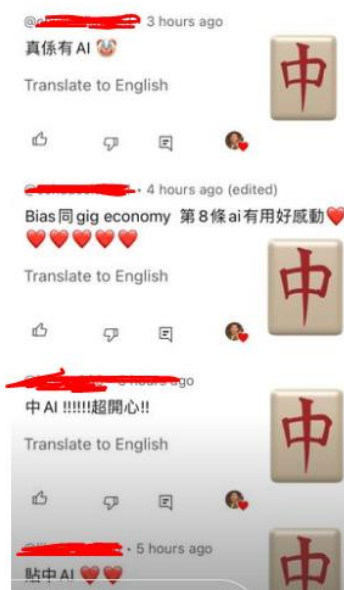 3 hours ago
真係有AI 🤡
中
Translate to English
• 4 hours ago (edited)
Bias同gig economy 第8條ai有用好感動❤️
❤️❤️❤️❤️❤️
中
Translate to English
ago
中AI !!!!!!超開心!!
中
Translate to English
• 5 hours ago
貼中AI ❤️❤️
中